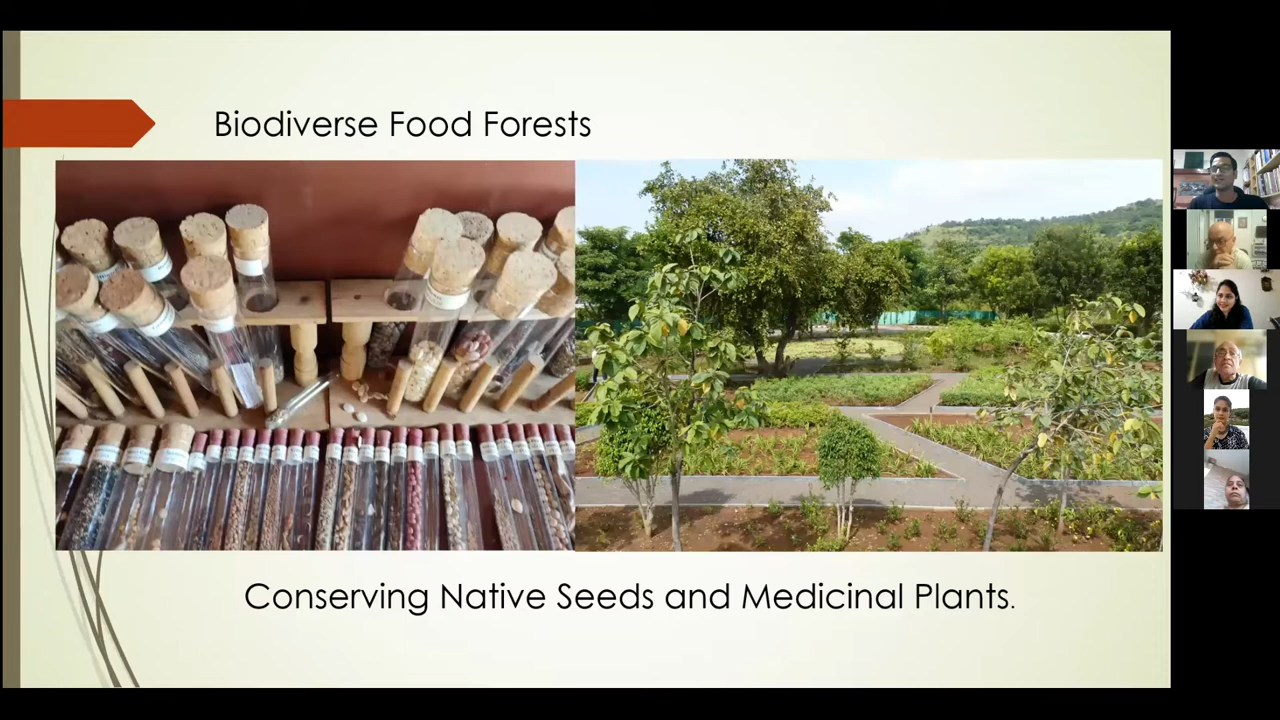 Biodiverse Food Forests
Conserving Native Seeds and Medicinal Plants.